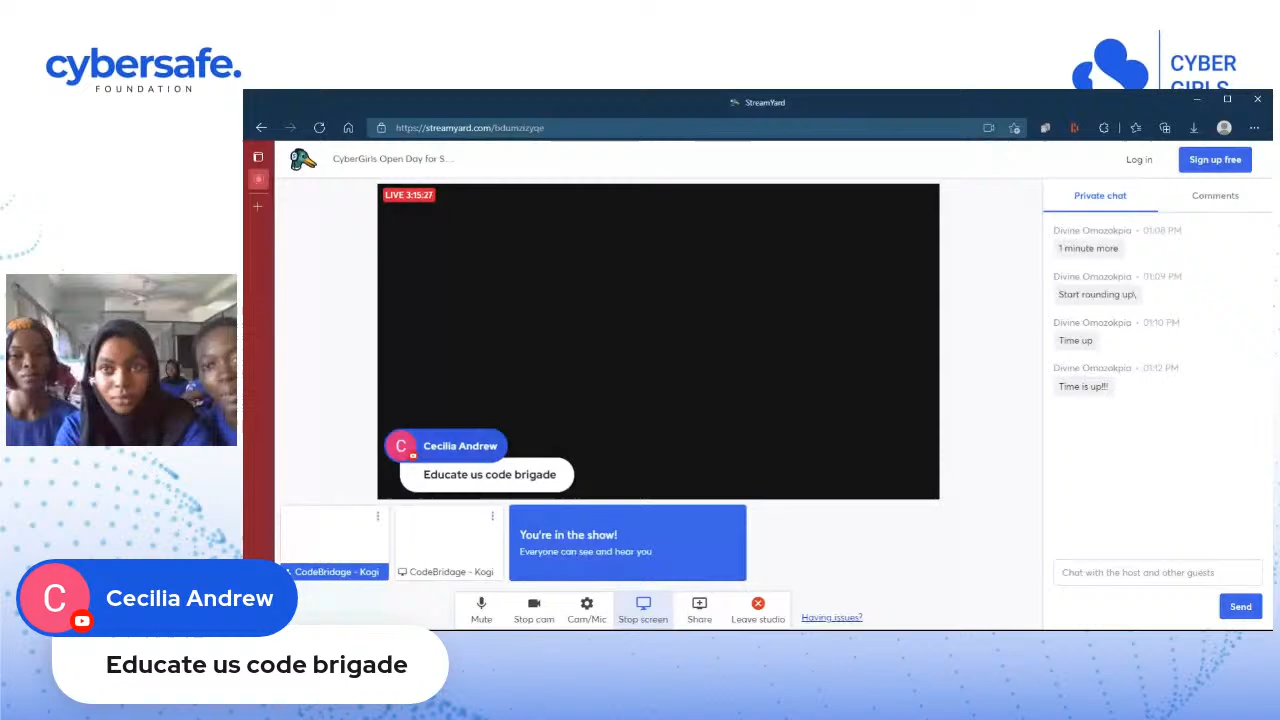 cybersafe.
FOUNDATION
CYBER
GIRLS
StreamYard
https://streamyard.com/bdumzizyqe
CyberGirls Open Day for S...
Log in
Sign up free
LIVE 3:15:27
Private chat
Comments
Divine Omozokpia • 01:08 PM
1 minute more
Divine Omozokpia • 01:09 PM
Start rounding up\
Divine Omozokpia • 01:10 PM
Time up
Divine Omozokpia • 01:12 PM
Time is up!!!
C
Cecilia Andrew
Educate us code brigade
You're in the show!
Everyone can see and hear you
CodeBridage - Kogi
CodeBridage - Kogi
Chat with the host and other guests
Send
Mute
Stop cam
Cam/Mic
Stop screen
Share
Leave studio
Having issues?
C
Cecilia Andrew
Educate us code brigade